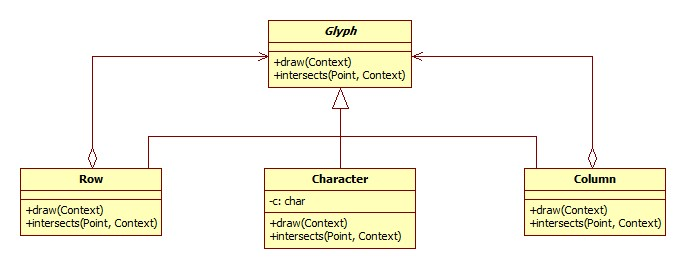 Glyph
+draw(Context)
+intersects(Point, Context)
Row
+draw(Context)
+intersects(Point, Context)
Character
-c: char
+draw(Context)
+intersects(Point, Context)
Column
+draw(Context)
+intersects(Point, Context)